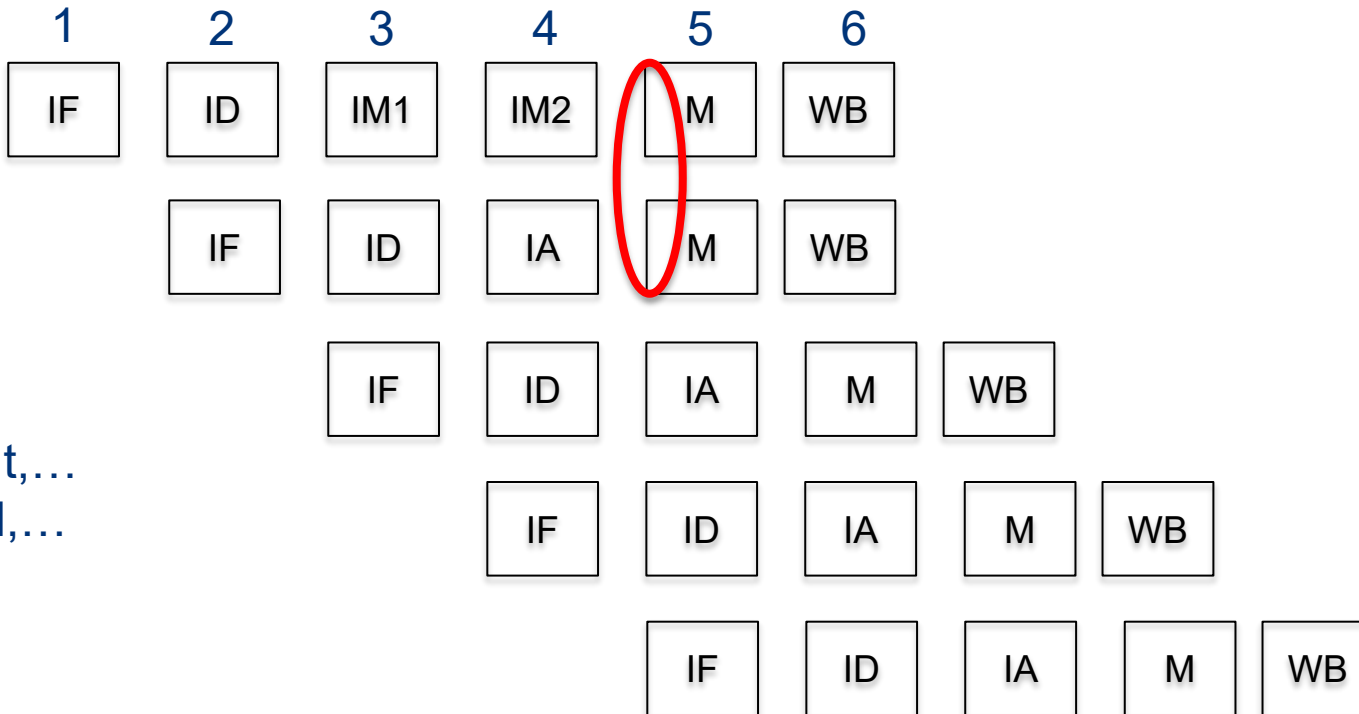 1 2 3 4 5 6
IF ID IM1 IM2 M WB
IF ID IA M WB
IF ID IA M WB
t,…
IF ID IA M WB
,…
IF ID IA M WB